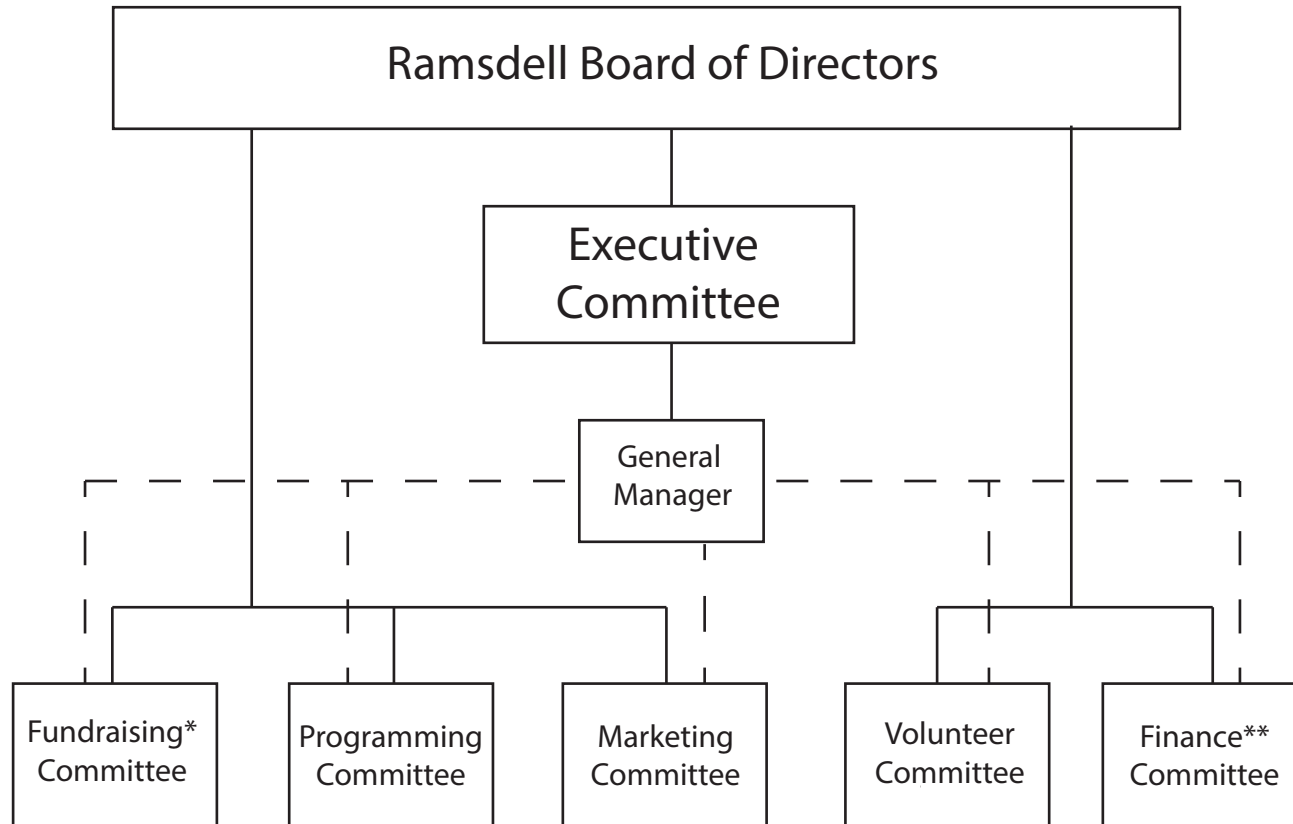 Ramsdell Board of Directors
Executive
Committee
General
Manager
Fundraising*
Committee
Programming
Committee
Marketing
Committee
Volunteer
Committee
Finance**
Committee